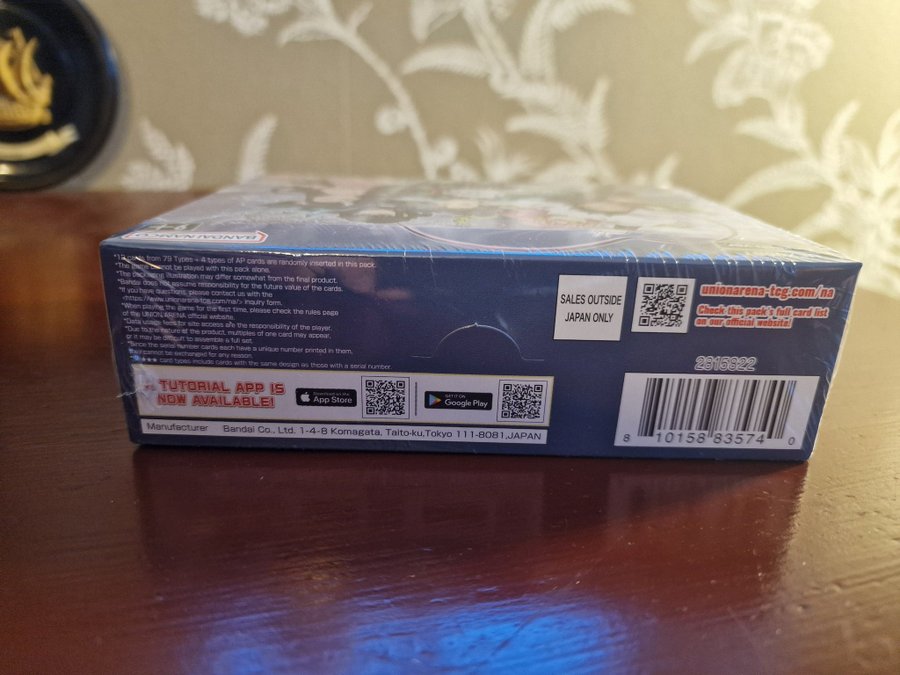 BANDAI NAMCO
*12 cards from 79 Types + 4 types of AP cards are randomly inserted in this pack.
*The game cannot be played with this pack alone.
*The packaging illustration may differ somewhat from the final product.
*Bandai does not assume responsibility for the future value of the cards.
*If you have questions, please contact us with the
<https://www.unionarena-tcg.com/na/> inquiry form.
*When playing the game for the first time, please check the rules page
of the UNION ARENA official website.
*Data usage fees for site access are the responsibility of the player.
*Due to the nature of the product, multiples of one card may appear,
or it may be difficult to assemble a full set.
*Since the serial number cards each have a unique number printed in them,
they cannot be exchanged for any reason.
★★★ card types include cards with the same design as those with a serial number.
SALES OUTSIDE
JAPAN ONLY
unionarena-tcg.com/na
Check this pack's full card list
on our official website!
TUTORIAL APP IS
NOW AVAILABLE!
Download on the
App Store
GET IT ON
Google Play
Manufacturer Bandai Co., Ltd. 1-4-8 Komagata, Taito-ku,Tokyo 111-8081,JAPAN
2815822
8 10158 83574 0